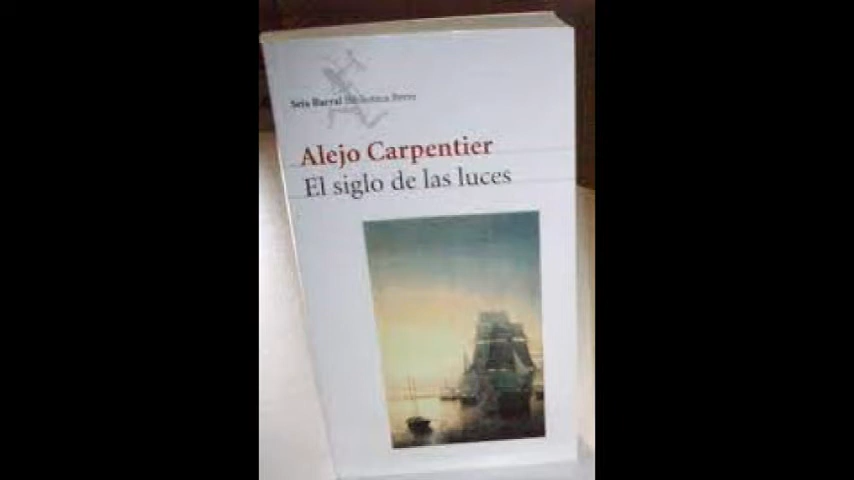 Seix Barral Biblioteca Breve
Alejo Carpentier
El siglo de las luces